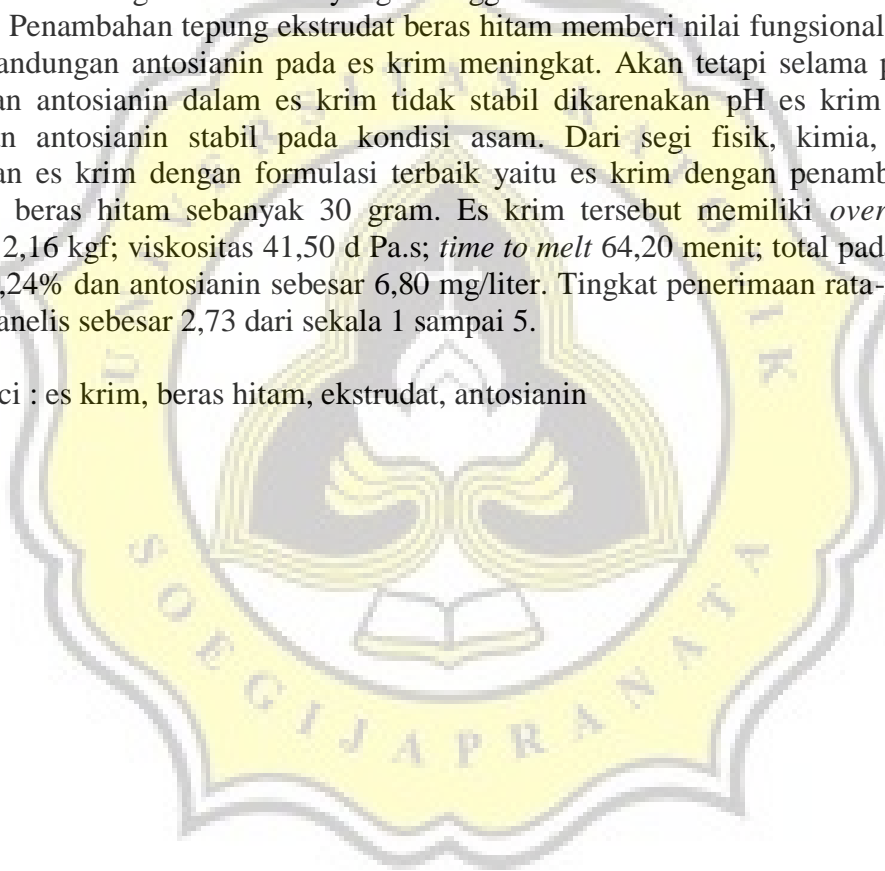 Penambahan tepung ekstrudat beras hitam memberi nilai fungsional
andungan antosianin pada es krim meningkat. Akan tetapi selama p
an antosianin dalam es krim tidak stabil dikarenakan pH es krim
n antosianin stabil pada kondisi asam. Dari segi fisik, kimia,
an es krim dengan formulasi terbaik yaitu es krim dengan penamb
beras hitam sebanyak 30 gram. Es krim tersebut memiliki over
2,16 kgf; viskositas 41,50 d Pa.s; time to melt 64,20 menit; total pad
,24% dan antosianin sebesar 6,80 mg/liter. Tingkat penerimaan rata-
anelis sebesar 2,73 dari sekala 1 sampai 5.
ci : es krim, beras hitam, ekstrudat, antosianin
SOEGIJAPRANATA